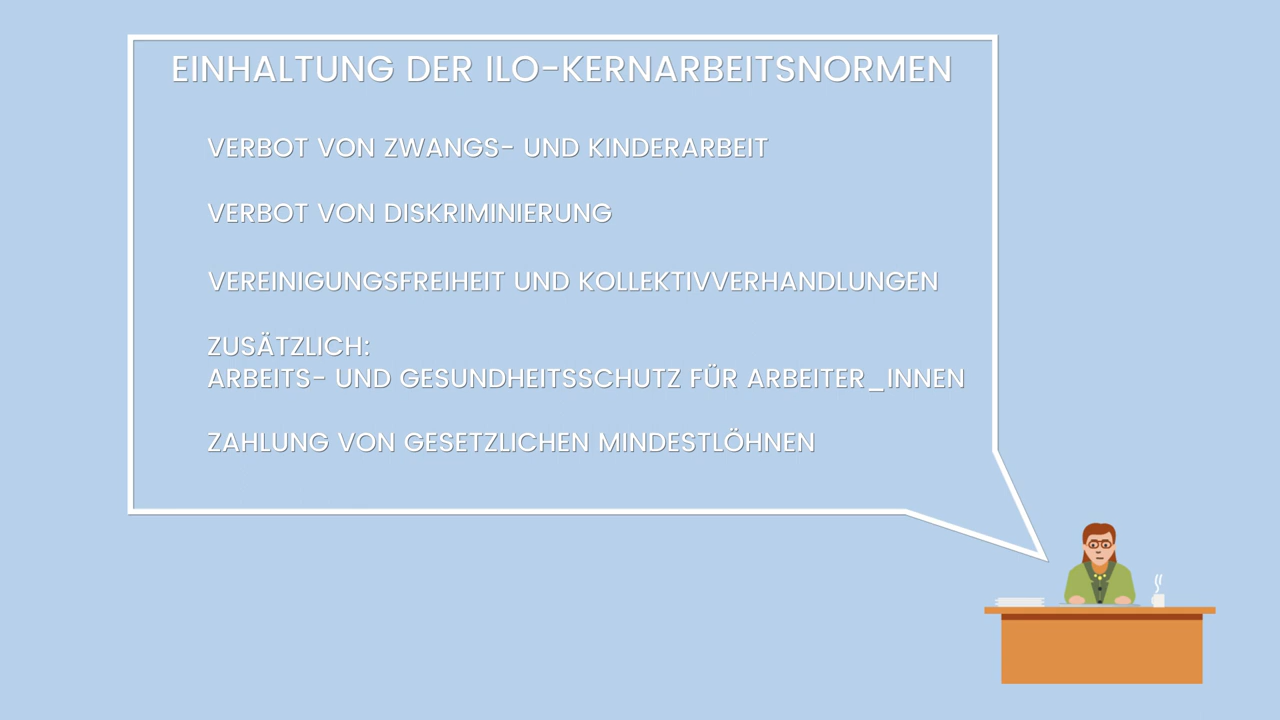 EINHALTUNG DER ILO-KERNARBEITSNORMEN
VERBOT VON ZWANGS- UND KINDERARBEIT
VERBOT VON DISKRIMINIERUNG
VEREINIGUNGSFREIHEIT UND KOLLEKTIVVERHANDLUNGEN
ZUSÄTZLICH:
ARBEITS- UND GESUNDHEITSSCHUTZ FÜR ARBEITER_INNEN
ZAHLUNG VON GESETZLICHEN MINDESTLÖHNEN